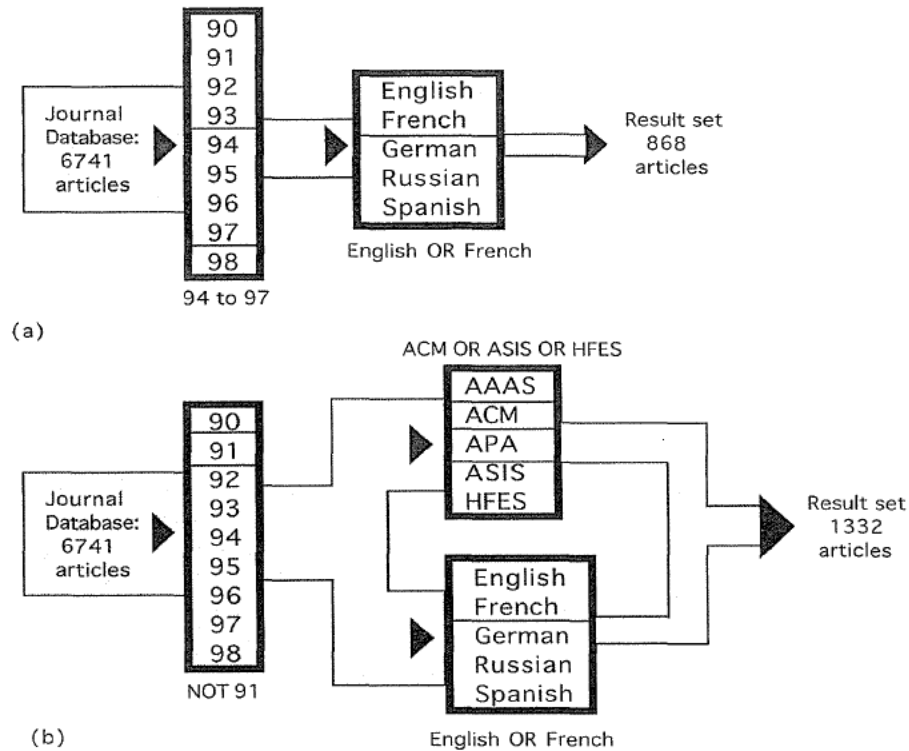 Journal
Database:
6741
articles
90
91
92
93
94
95
96
97
98
94 to 97
English
French
German
Russian
Spanish
English OR French
Result set
868
articles
(a)
Journal
Database:
6741
articles
90
91
92
93
94
95
96
97
98
NOT 91
ACM OR ASIS OR HFES
AAAS
ACM
APA
ASIS
HFES
English
French
German
Russian
Spanish
English OR French
Result set
1332
articles
(b)